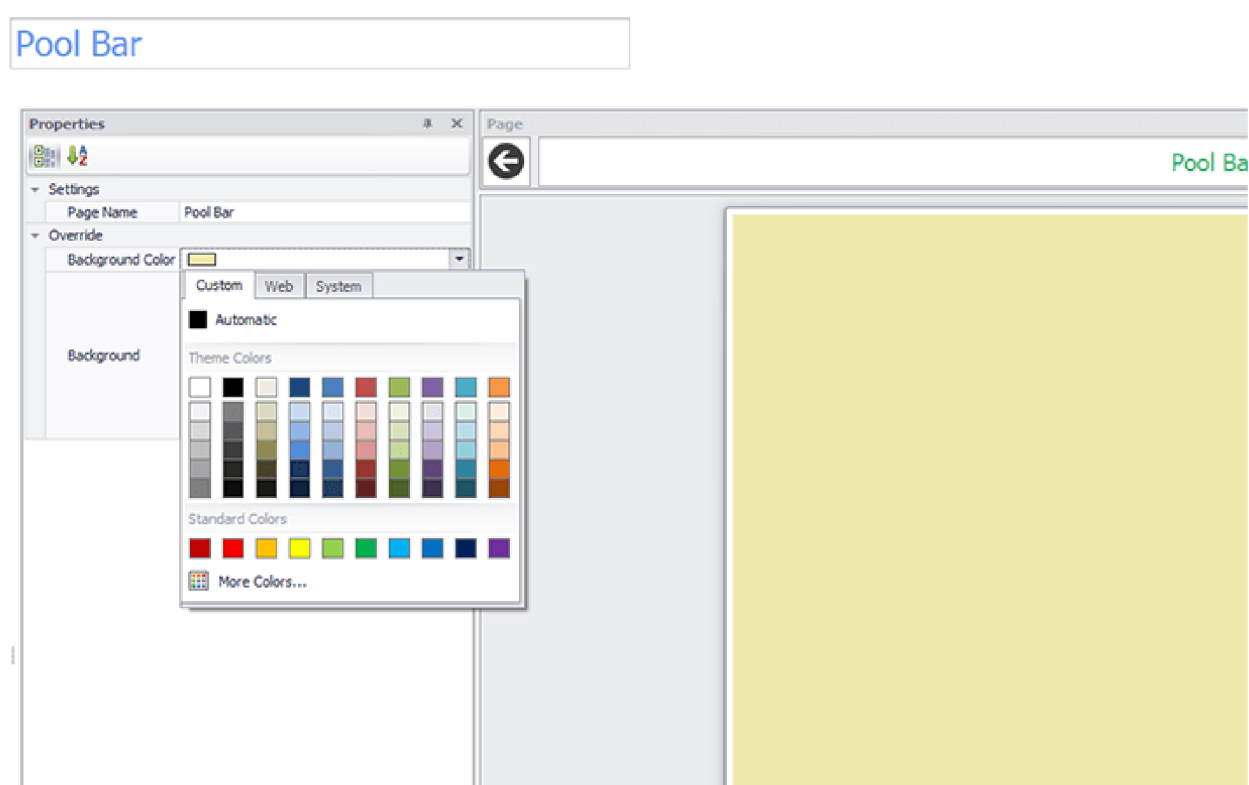 Pool Bar
Properties
Page
Pool Ba
Settings
Page Name Pool Bar
Override
Background Color
Custom Web System
Automatic
Background
Theme Colors
Standard Colors
More Colors...